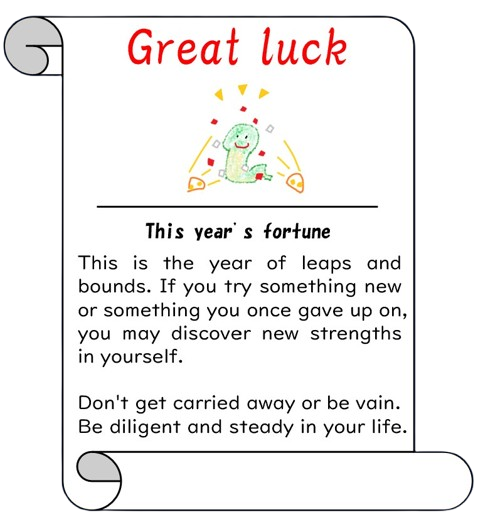 Great luck
This year's fortune
This is the year of leaps and
bounds. If you try something new
or something you once gave up on,
you may discover new strengths
in yourself.
Don't get carried away or be vain.
Be diligent and steady in your life.